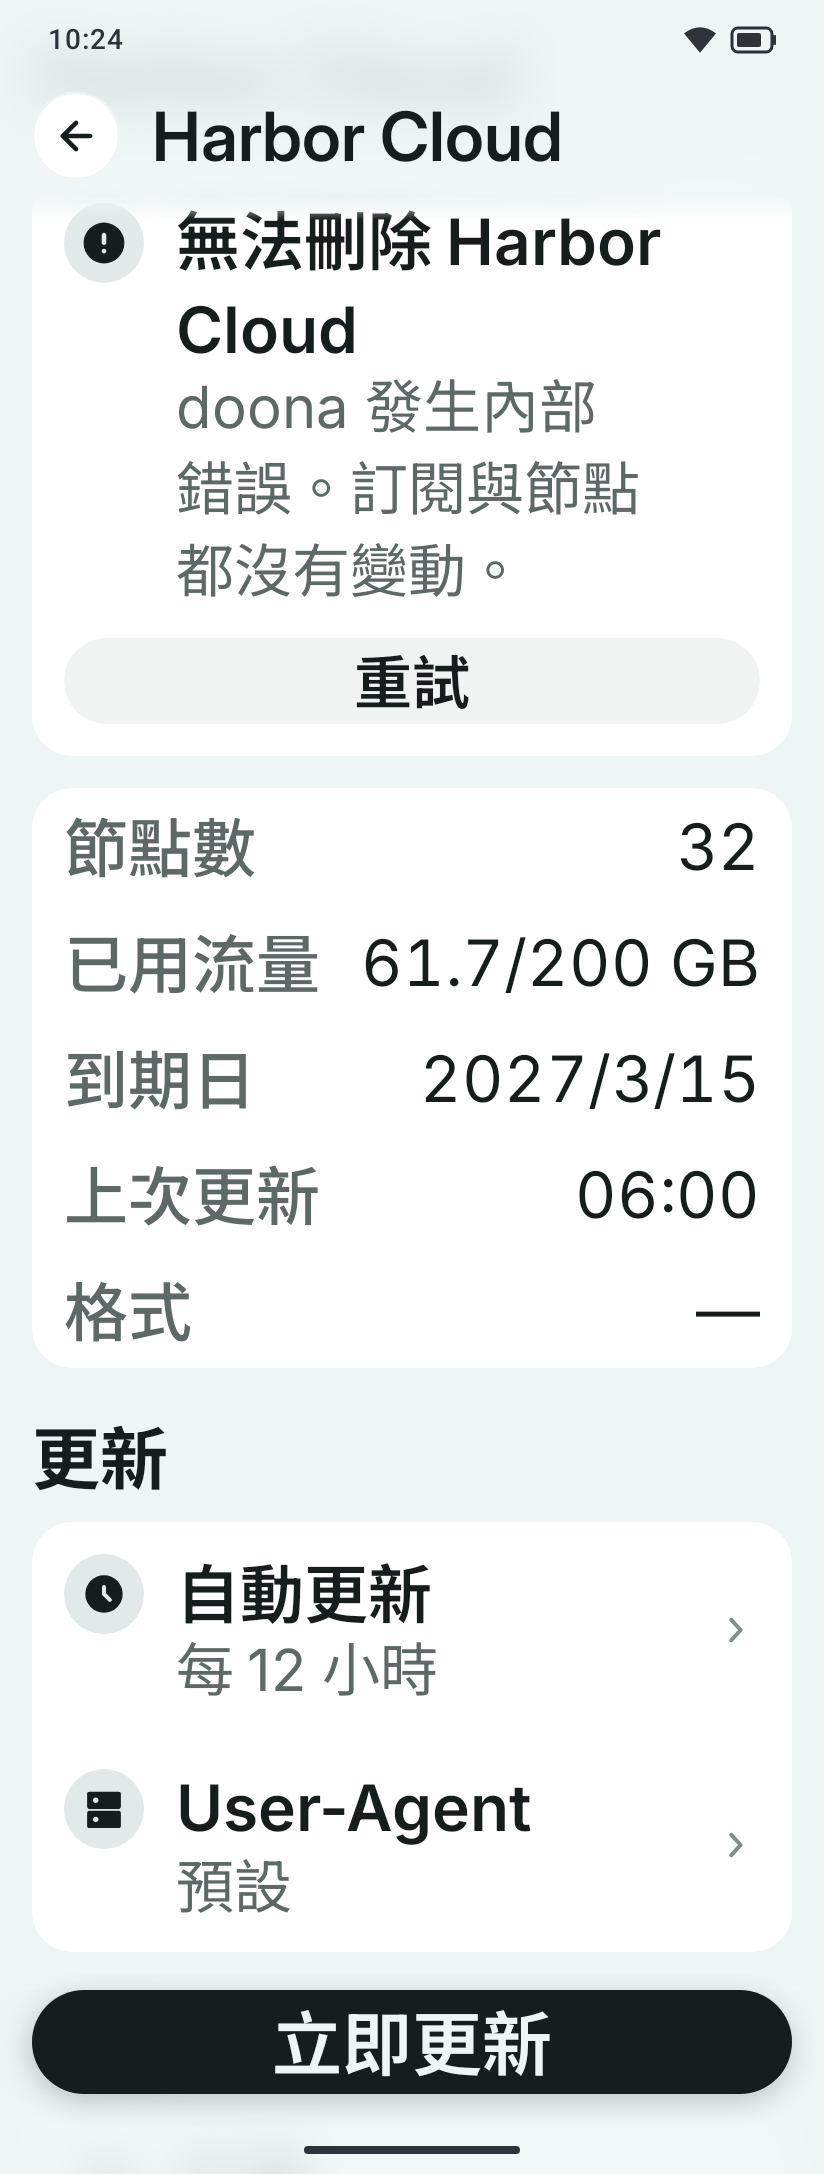 10:24
Harbor Cloud
無法刪除 Harbor
Cloud
doona 發生內部
錯誤。訂閱與節點
都沒有變動。
重試
節點數 32
已用流量 61.7/200 GB
到期日 2027/3/15
上次更新 06:00
格式 —
更新
自動更新
每 12 小時
User-Agent
預設
立即更新